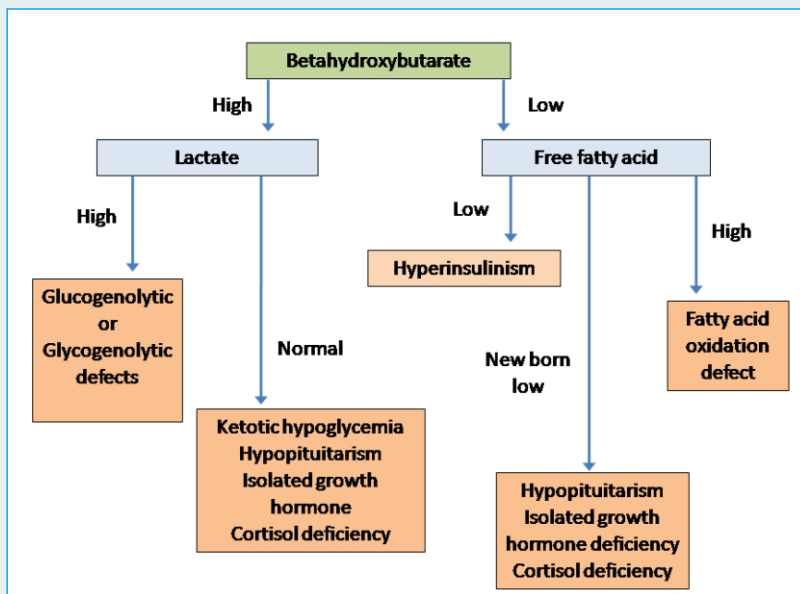 Betahydroxybutarate
High
Low
Lactate
Free fatty acid
High
Normal
Low
New born
low
High
Glucogenolytic
or
Glycogenolytic
defects
Ketotic hypoglycemia
Hypopituitarism
Isolated growth
hormone
Cortisol deficiency
Hyperinsulinism
Hypopituitarism
Isolated growth
hormone deficiency
Cortisol deficiency
Fatty acid
oxidation
defect